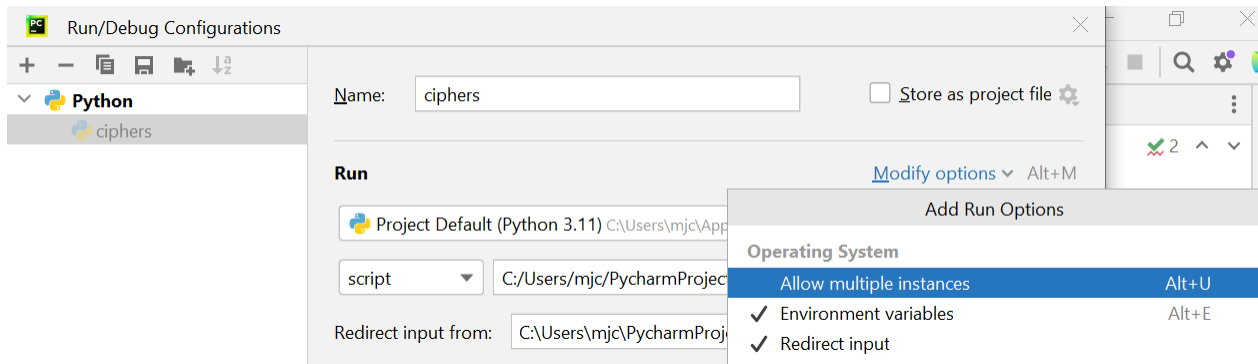 PC Run/Debug Configurations
Python
ciphers
Name: ciphers Store as project file
2
Run Modify options Alt+M
Add Run Options
Project Default (Python 3.11) C:\Users\mjc\App
Operating System
script C:/Users/mjc/PycharmProject
Allow multiple instances Alt+U
Environment variables Alt+E
Redirect input from: C:\Users\mjc\PycharmProj
Redirect input